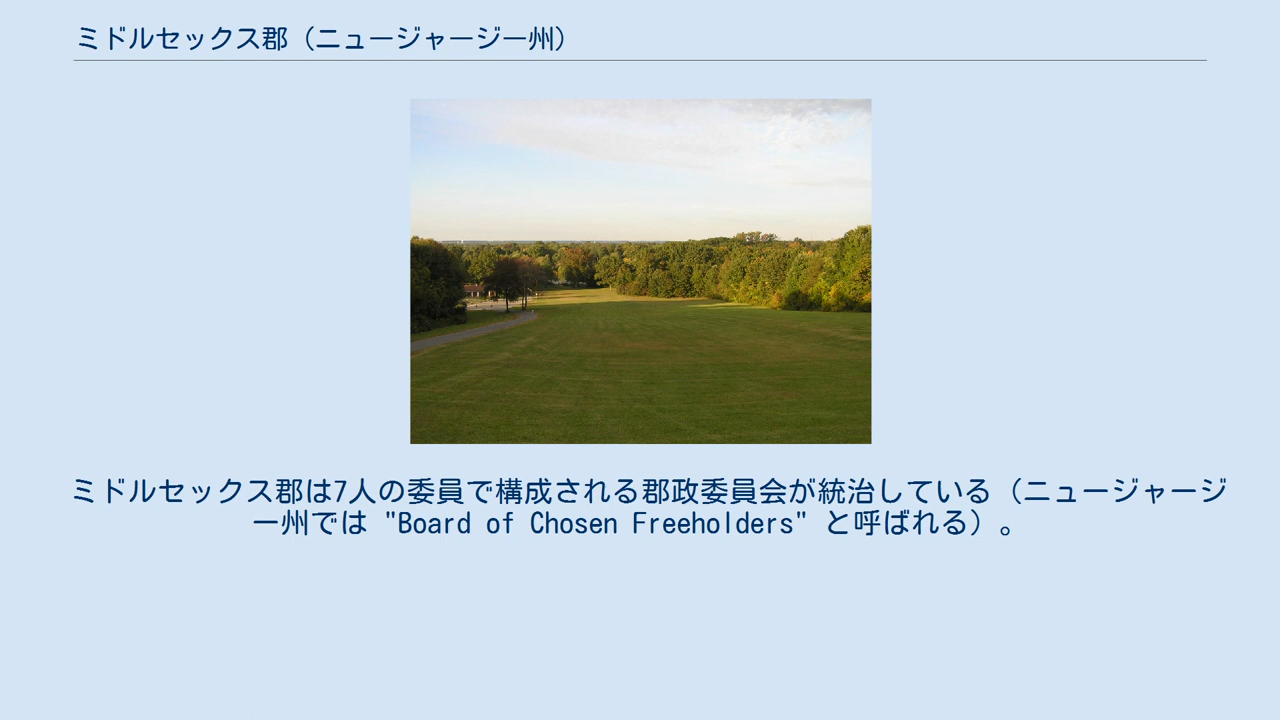 ミドルセックス郡（ニュージャージー州）
ミドルセックス郡は7人の委員で構成される郡政委員会が統治している（ニュージャージ
ー州では "Board of Chosen Freeholders" と呼ばれる）。